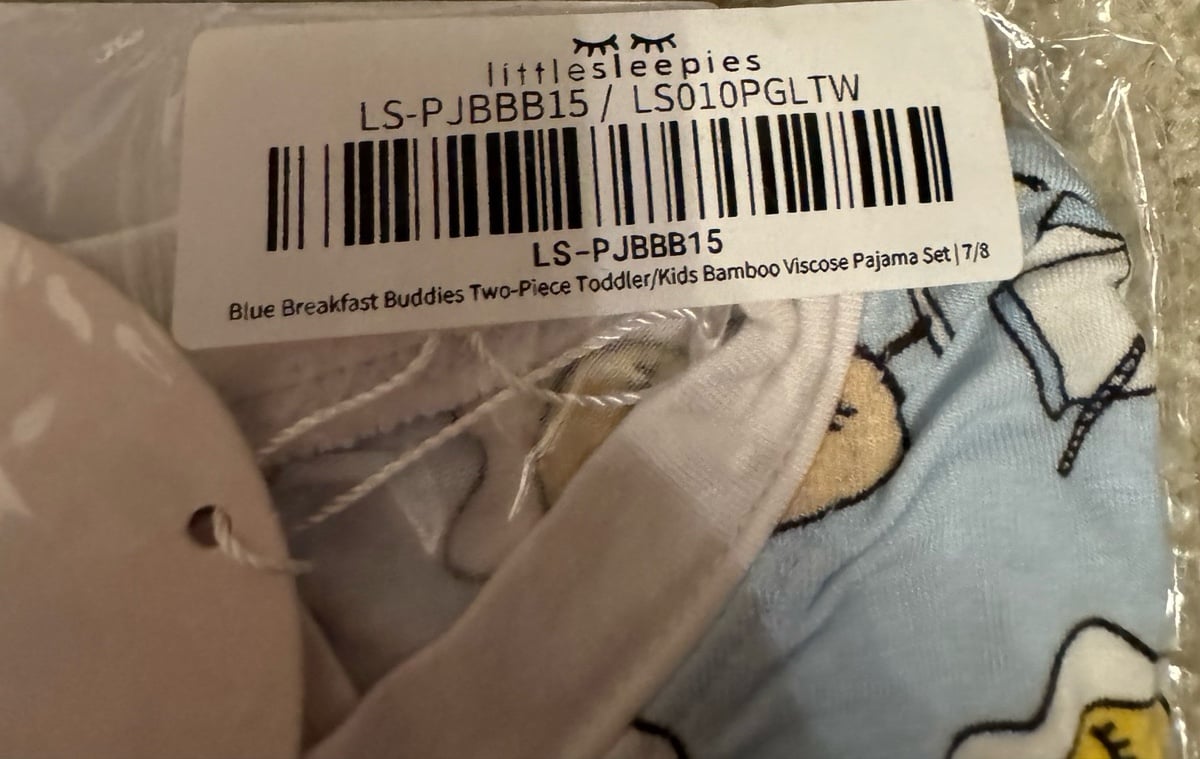 littlesleepies
LS-PJBBB15 / LS010PGLTW
LS-PJBBB15
Blue Breakfast Buddies Two-Piece Toddler/Kids Bamboo Viscose Pajama Set | 7/8